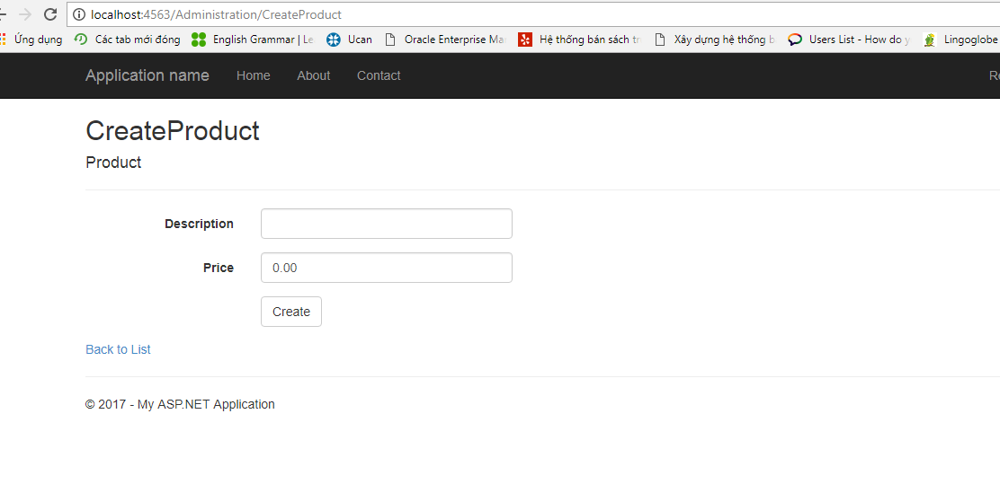 localhost:4563/Administration/CreateProduct
Ứng dụng Các tab mới đóng English Grammar | Le Ucan Oracle Enterprise Ma Hệ thống bán sách Xây dựng hệ thống Users List - How do y Lingoglobe
Application name Home About Contact
CreateProduct
Product
Description
Price 0.00
Create
Back to List
© 2017 - My ASP.NET Application